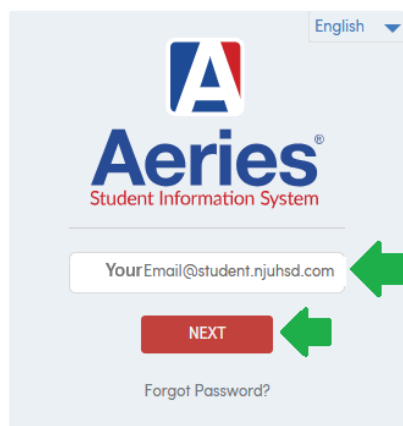 English
A
Aeries®
Student Information System
YourEmail@student.njuhsd.com
NEXT
Forgot Password?